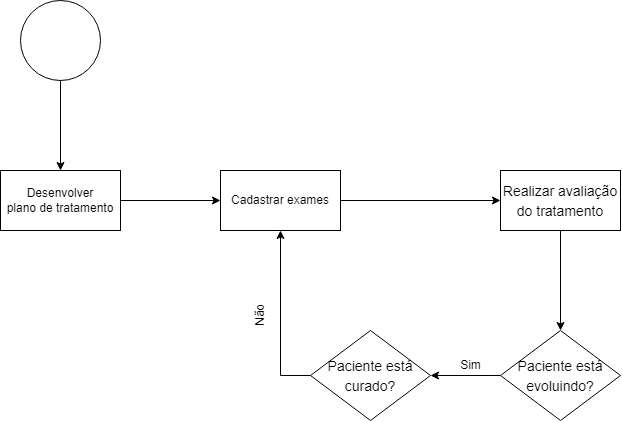 Desenvolver
plano de tratamento
Cadastrar exames
Realizar avaliação
do tratamento
Não
Paciente está
curado?
Sim
Paciente está
evoluindo?